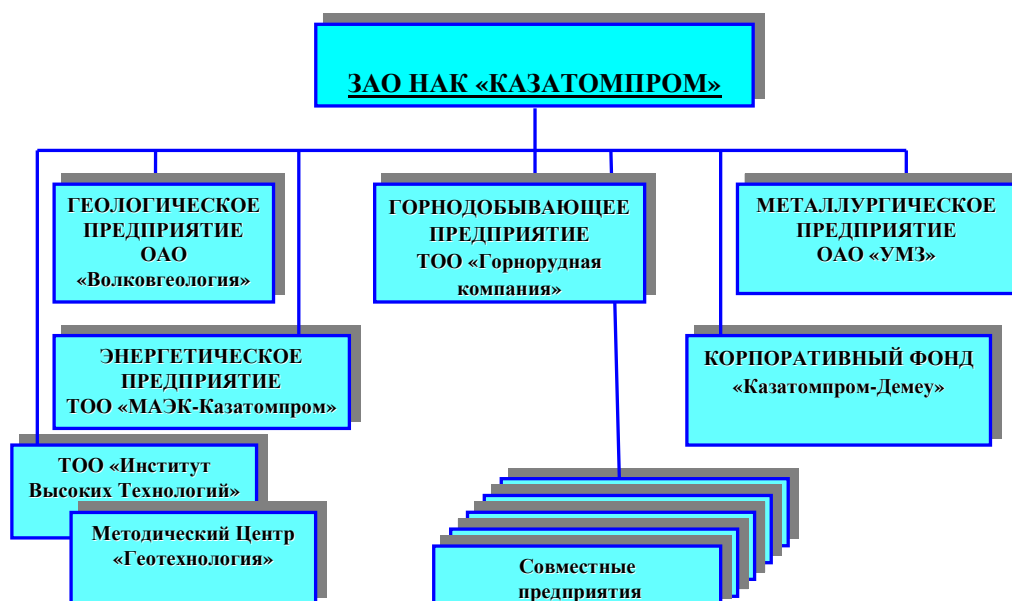 ЗАО НАК «КАЗАТОМПРОМ»
ГЕОЛОГИЧЕСКОЕ
ПРЕДПРИЯТИЕ
ОАО
«Волковгеология»
ГОРНОДОБЫВАЮЩЕЕ
ПРЕДПРИЯТИЕ
ТОО «Горнорудная
компания»
МЕТАЛЛУРГИЧЕСКОЕ
ПРЕДПРИЯТИЕ
ОАО «УМЗ»
ЭНЕРГЕТИЧЕСКОЕ
ПРЕДПРИЯТИЕ
ТОО «МАЭК-Казатомпром»
КОРПОРАТИВНЫЙ ФОНД
«Казатомпром-Демеу»
ТОО «Институт
Высоких Технологий»
Методический Центр
«Геотехнология»
Совместные
предприятия